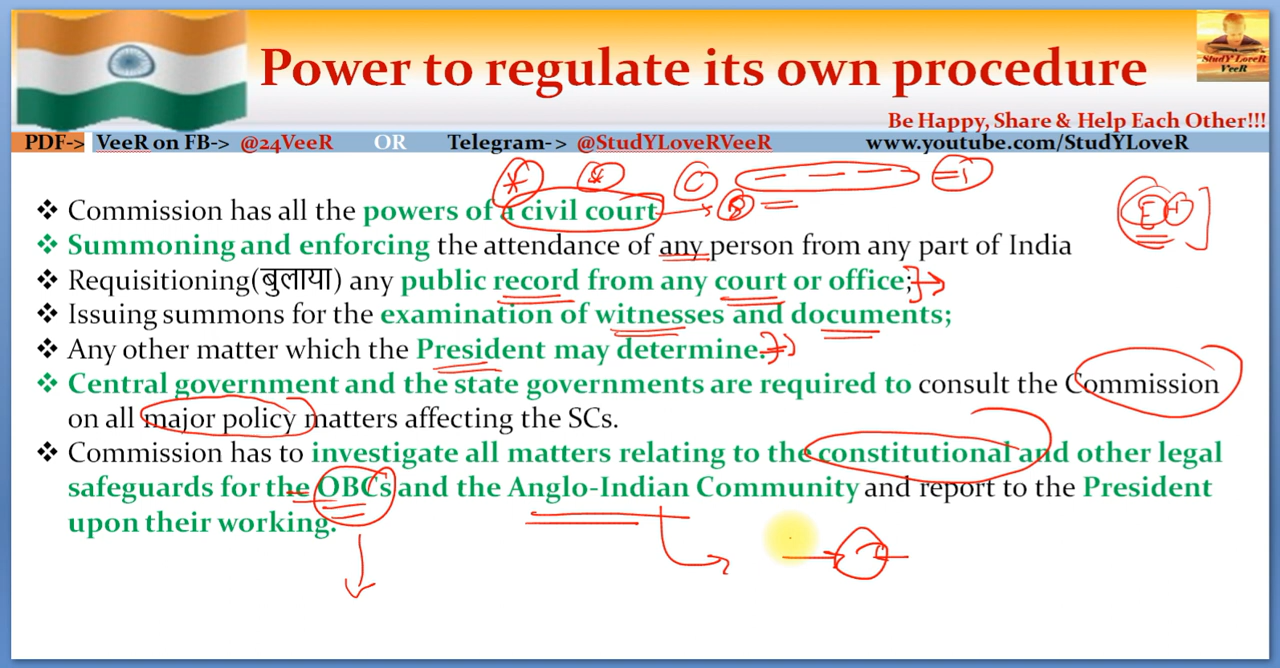 Power to regulate its own procedure
StudY LoveR
VeeR
Be Happy, Share & Help Each Other!!!
PDF-> VeeR on FB-> @24VeeR OR Telegram-> @StudYLoveRVeeR www.youtube.com/StudYLoveR
❖ Commission has all the powers of a civil court
❖ Summoning and enforcing the attendance of any person from any part of India
❖ Requisitioning(बुलाया) any public record from any court or office;
❖ Issuing summons for the examination of witnesses and documents;
❖ Any other matter which the President may determine.
❖ Central government and the state governments are required to consult the Commission
on all major policy matters affecting the SCs.
❖ Commission has to investigate all matters relating to the constitutional and other legal
safeguards for the OBCs and the Anglo-Indian Community and report to the President
upon their working.